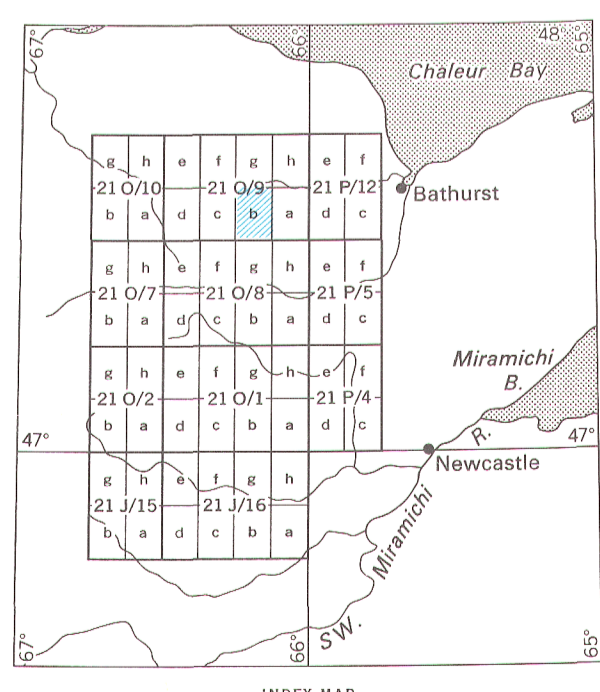 67° 66° 48° 65°
Chaleur Bay
g h e f g h e f
21 O/10 21 O/9 21 P/12
Bathurst
b a d c b a d c
g h e f g h e f
21 O/7 21 O/8 21 P/5
b a d c b a d c
Miramichi
B.
g h e f g h e f
21 O/2 21 O/1 21 P/4
b a d c b a d c
R.
47° 47°
Newcastle
g h e f g h
21 J/15 21 J/16
b a d c b a
Miramichi
SW.
67° 66° 65°
INDEX MAP